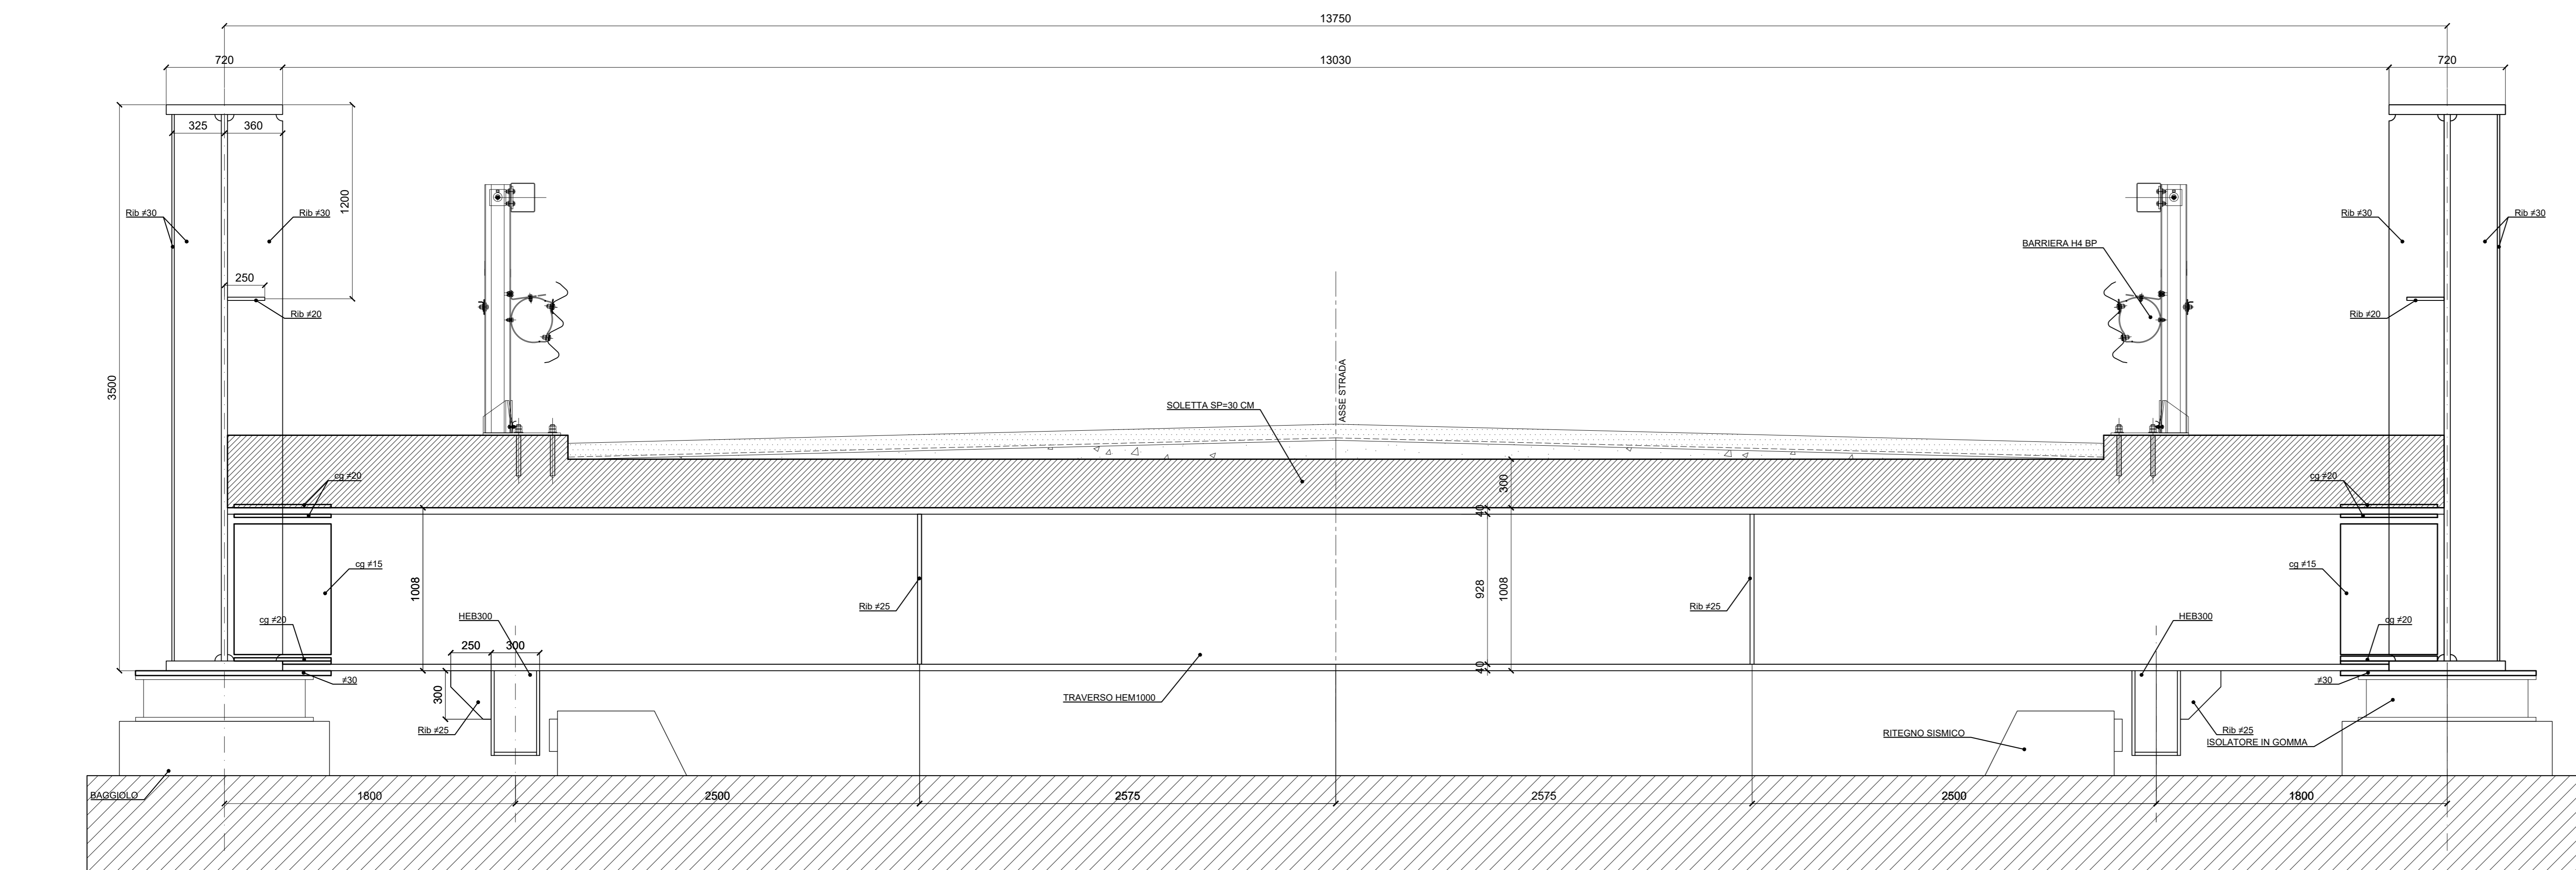 13750
720
13030
720
325
360
1200
3500
Rib ≠30
Rib ≠30
Rib ≠30
Rib ≠30
BARRIERA H4 BP
250
Rib ≠20
Rib ≠20
ASSE STRADA
SOLETTA SP=30 CM
cg ≠20
300
cg ≠20
40
cg ≠15
1008
928
1008
cg ≠15
Rib ≠25
Rib ≠25
HEB300
HEB300
cg ≠20
cg ≠20
250
300
40
≠30
≠30
300
TRAVERSO HEM1000
Rib ≠25
RITEGNO SISMICO
Rib ≠25
ISOLATORE IN GOMMA
BAGGIOLO
1800
2500
2575
2575
2500
1800